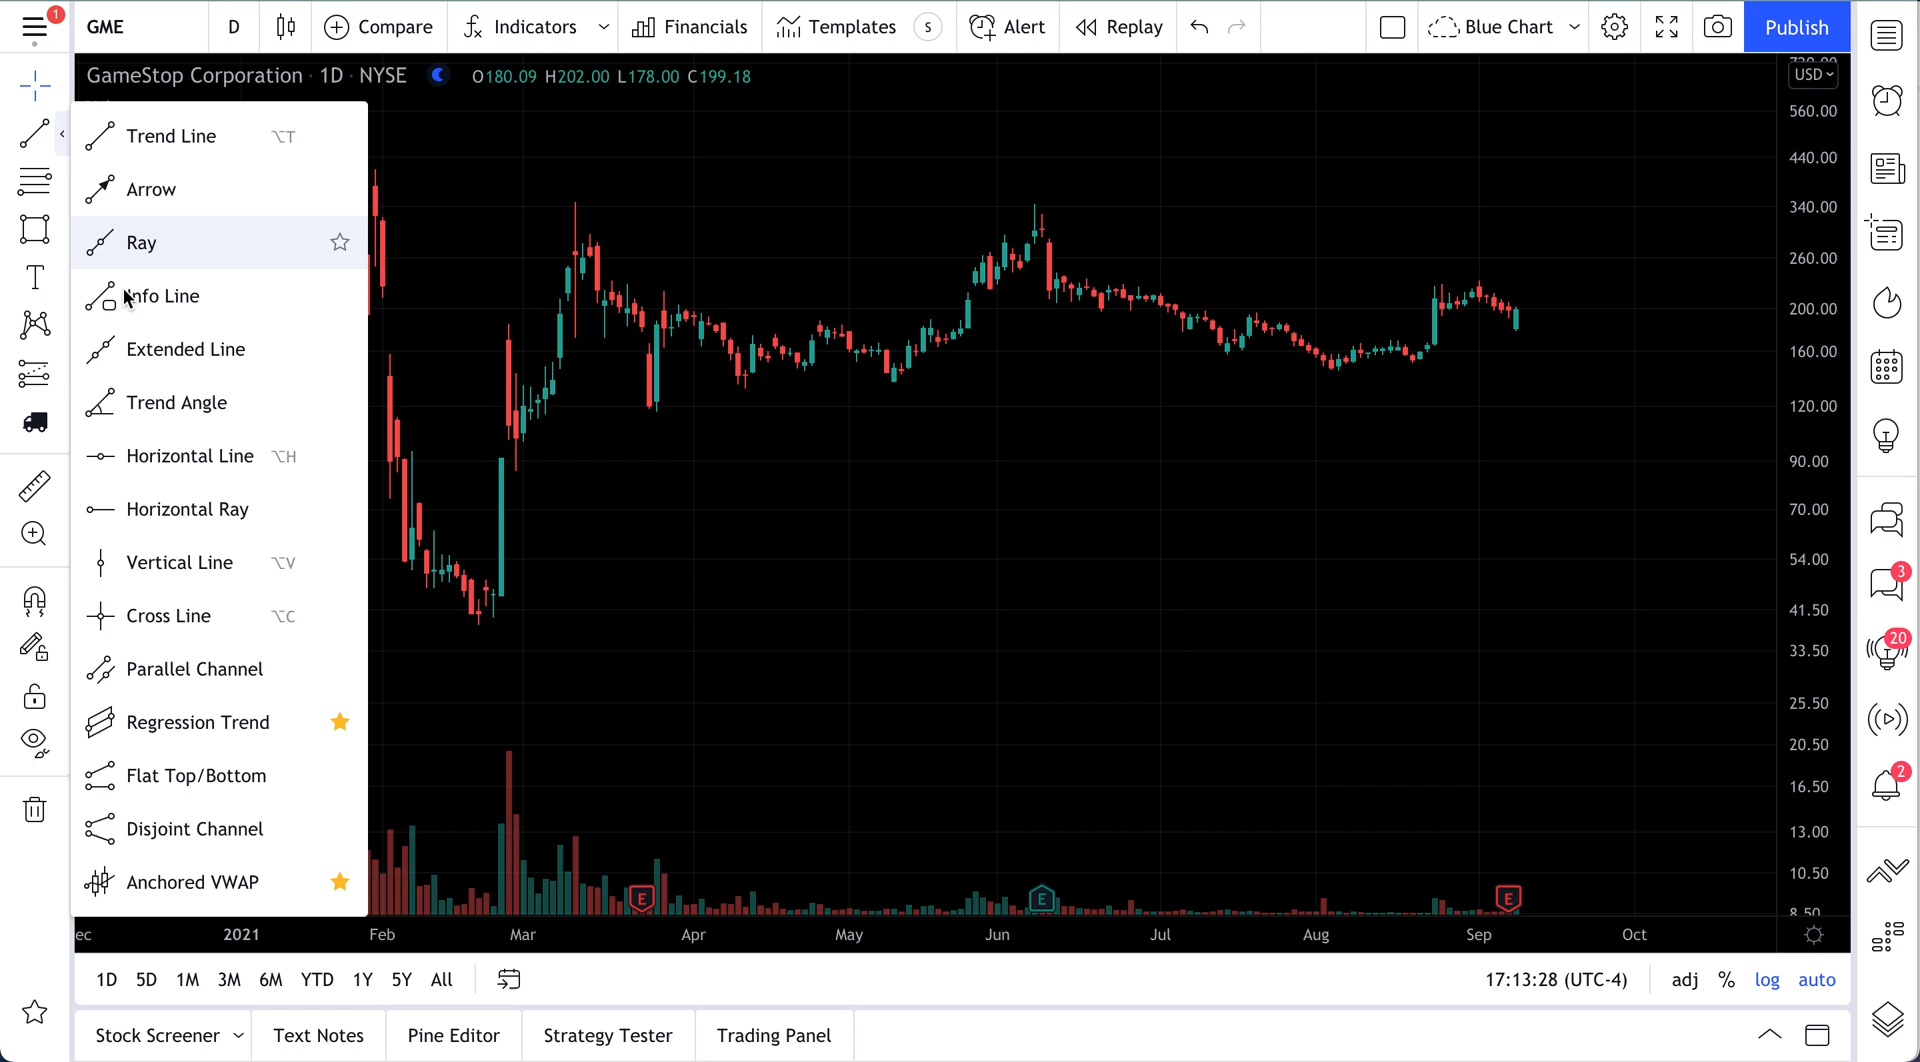 1
GME D Compare Indicators Financials Templates S Alert Replay Blue Chart Publish
GameStop Corporation · 1D · NYSE O180.09 H202.00 L178.00 C199.18
USD
Trend Line ⌥T
Arrow
Ray
Info Line
Extended Line
Trend Angle
Horizontal Line ⌥H
Horizontal Ray
Vertical Line ⌥V
Cross Line ⌥C
Parallel Channel
Regression Trend
Flat Top/Bottom
Disjoint Channel
Anchored VWAP
720.00
560.00
440.00
340.00
260.00
200.00
160.00
120.00
90.00
70.00
54.00
41.50
33.50
25.50
20.50
16.50
13.00
10.50
8.50
3
20
2
E E E
ec 2021 Feb Mar Apr May Jun Jul Aug Sep Oct
1D 5D 1M 3M 6M YTD 1Y 5Y All 17:13:28 (UTC-4) adj % log auto
Stock Screener Text Notes Pine Editor Strategy Tester Trading Panel